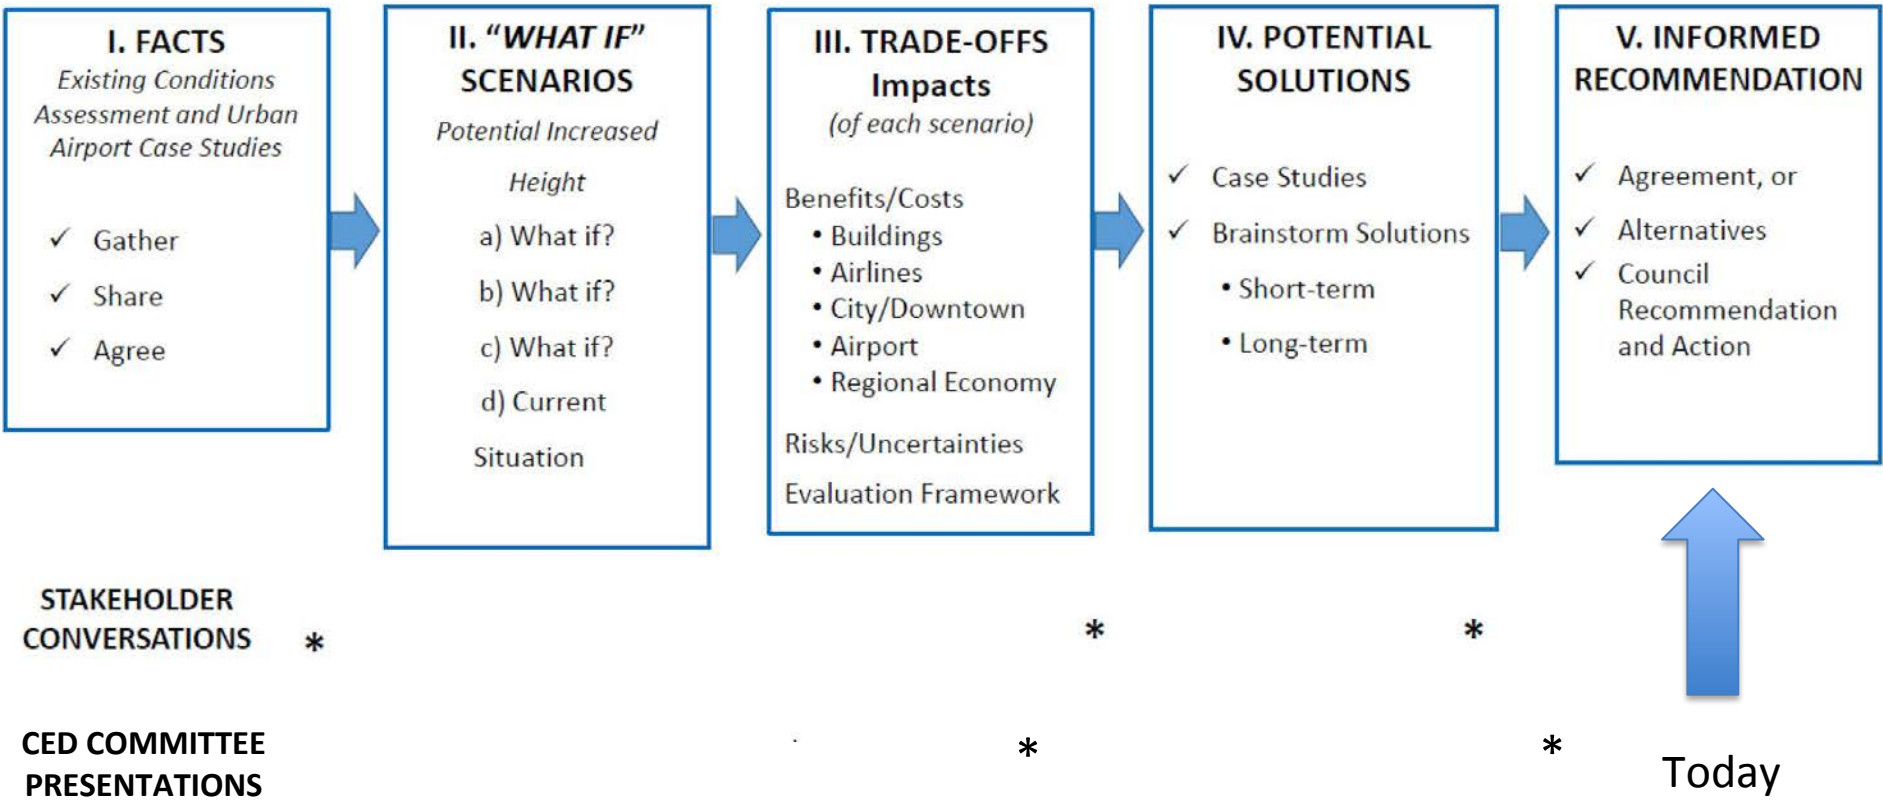 I. FACTS
Existing Conditions
Assessment and Urban
Airport Case Studies
✓ Gather
✓ Share
✓ Agree
II. “WHAT IF”
SCENARIOS
Potential Increased
Height
a) What if?
b) What if?
c) What if?
d) Current
Situation
III. TRADE-OFFS
Impacts
(of each scenario)
Benefits/Costs
• Buildings
• Airlines
• City/Downtown
• Airport
• Regional Economy
Risks/Uncertainties
Evaluation Framework
IV. POTENTIAL
SOLUTIONS
✓ Case Studies
✓ Brainstorm Solutions
• Short-term
• Long-term
V. INFORMED
RECOMMENDATION
✓ Agreement, or
✓ Alternatives
✓ Council
Recommendation
and Action
STAKEHOLDER
CONVERSATIONS * * *
CED COMMITTEE * *
PRESENTATIONS
Today